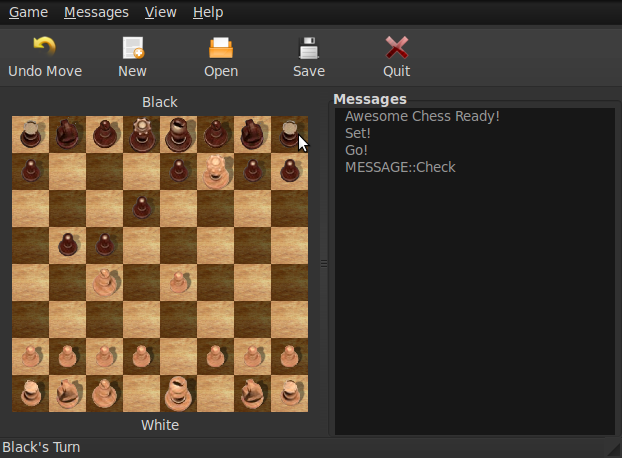 Game Messages View Help
Undo Move New Open Save Quit
Black
Messages
Awesome Chess Ready!
Set!
Go!
MESSAGE::Check
White
Black's Turn